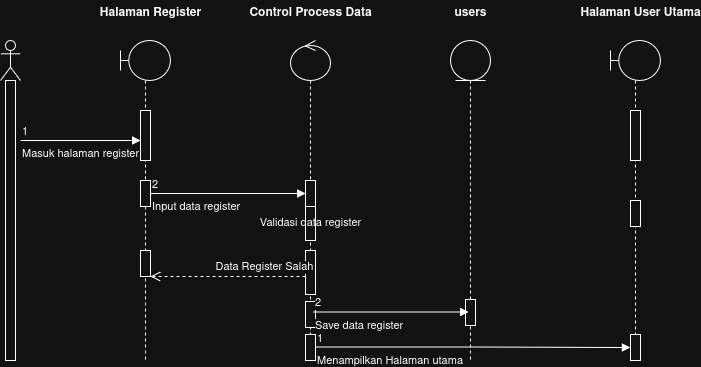 Halaman Register
Control Process Data
users
Halaman User Utama
1
Masuk halaman register
2
Input data register
Validasi data register
Data Register Salah
2
Save data register
1
Menampilkan Halaman utama